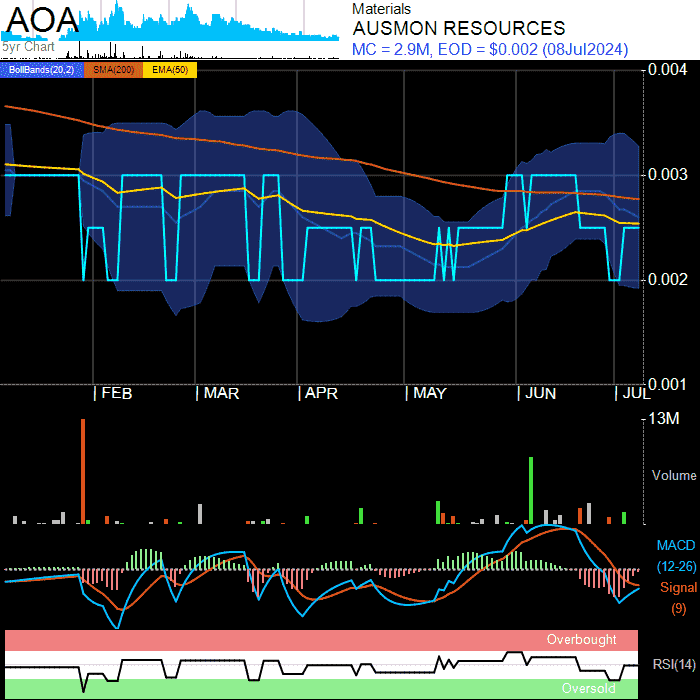 AOA
5yr Chart
Materials
AUSMON RESOURCES
MC = 2.9M, EOD = $0.002 (08Jul2024)
BollBands(20,2) SMA(200) EMA(50)
0.004
0.003
0.002
0.001
FEB MAR APR MAY JUN JUL
13M
Volume
MACD
(12-26)
Signal
(9)
Overbought
RSI(14)
Oversold